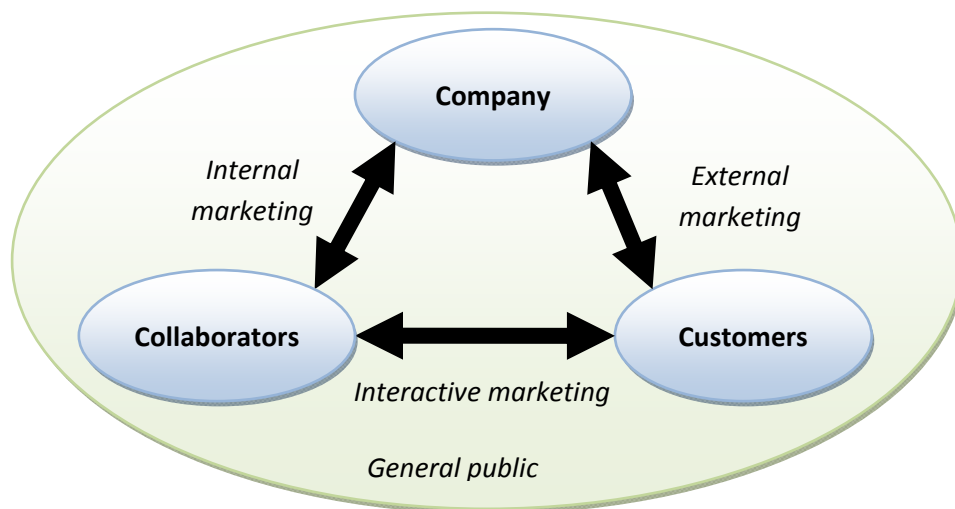 Company
Internal
marketing
External
marketing
Collaborators
Customers
Interactive marketing
General public